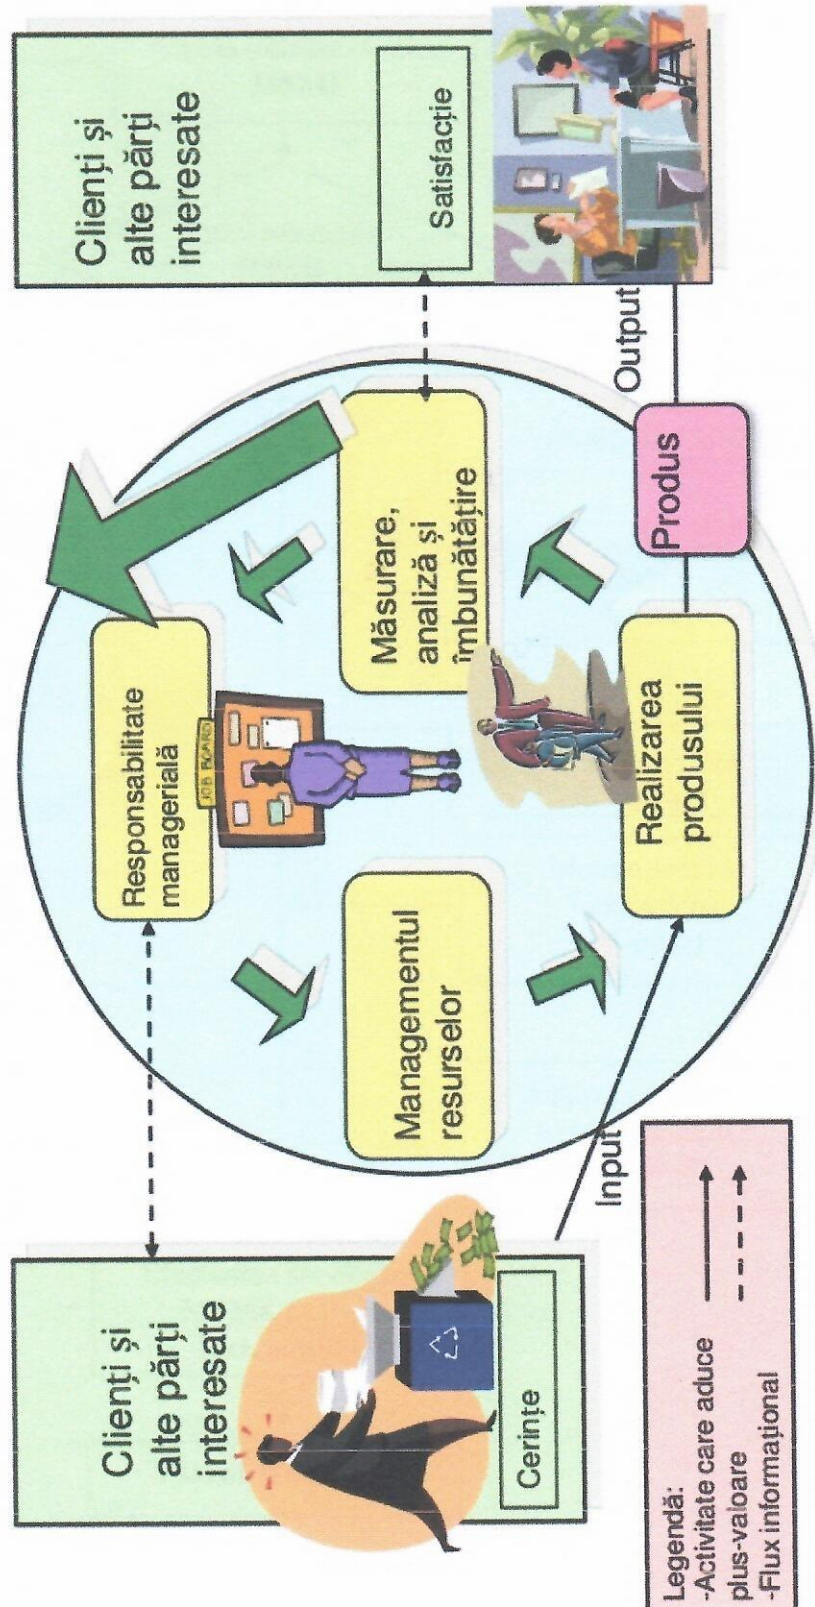 Clienți și
alte părți
interesate
Cerințe
Responsabilitate
managerială
JOB BOARD
Managementul
resurselor
Măsurare,
analiză și
îmbunătățire
Realizarea
produsului
Produs
Input
Output
Clienți și
alte părți
interesate
Satisfacție
Legendă:
-Activitate care aduce
plus-valoare
-Flux informațional